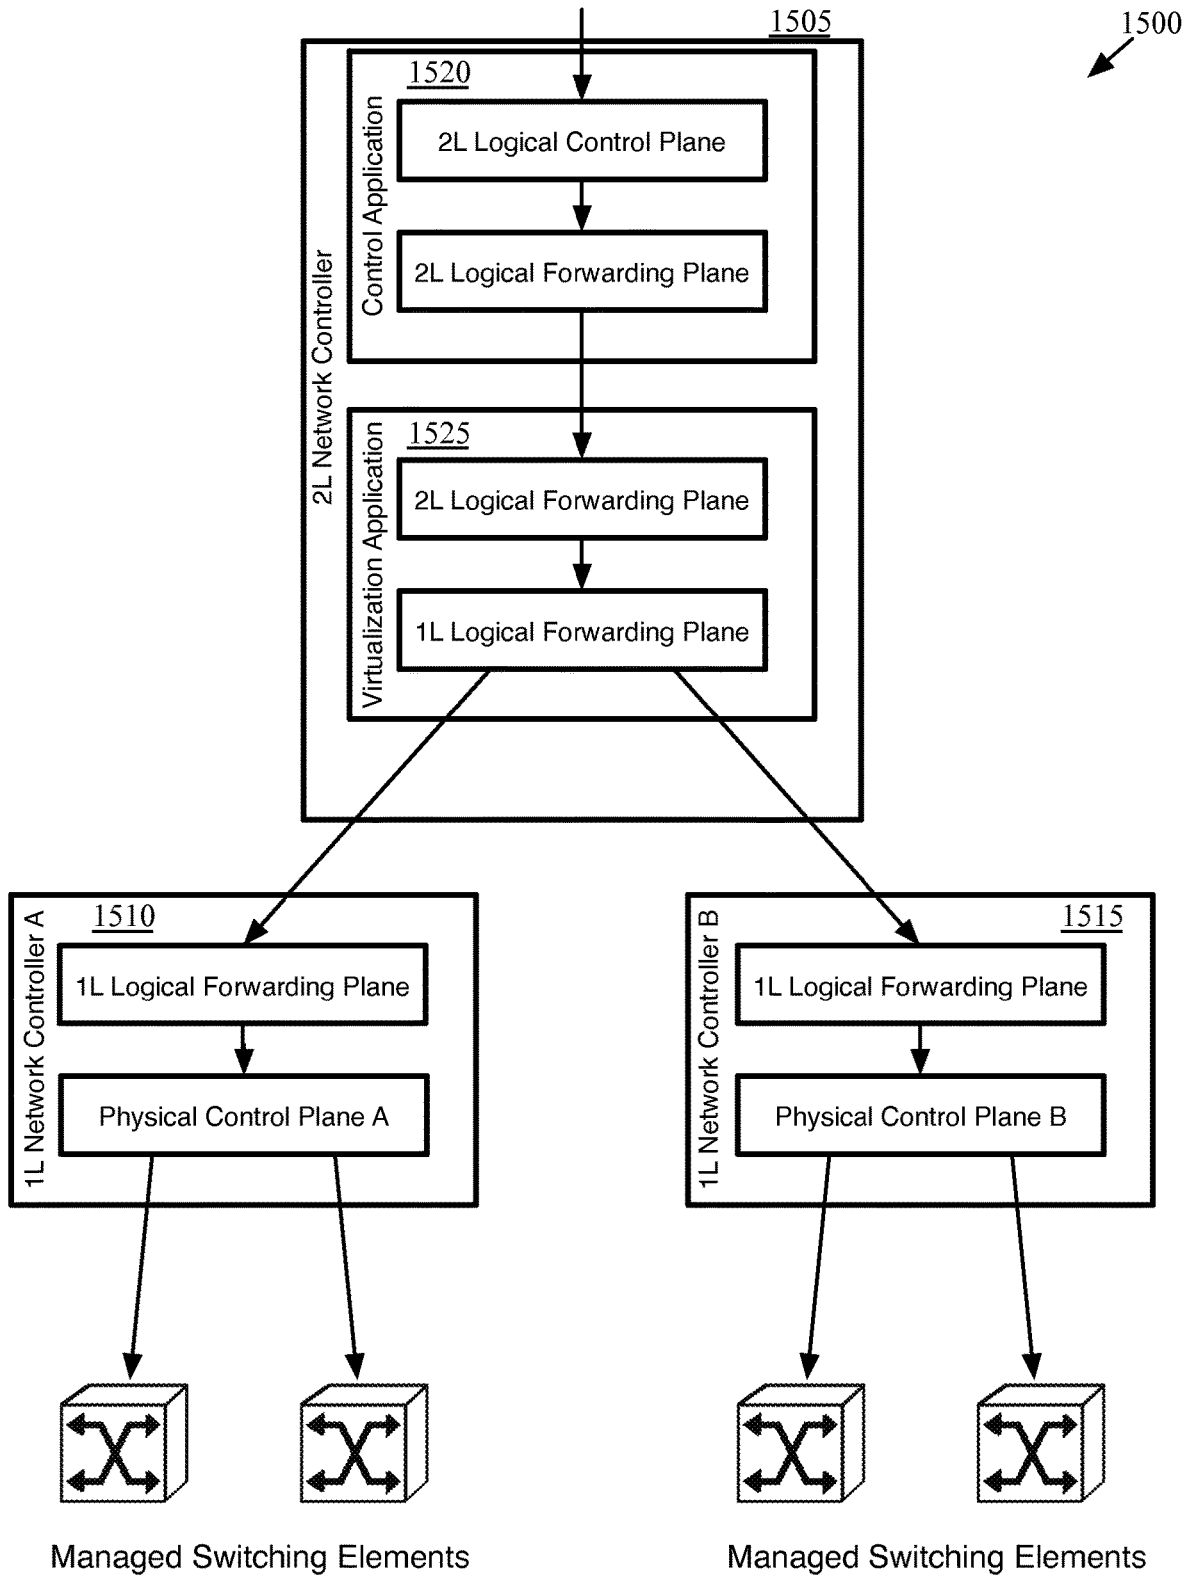 1505
1500
2L Network Controller
Control Application
1520
2L Logical Control Plane
2L Logical Forwarding Plane
Virtualization Application
1525
2L Logical Forwarding Plane
1L Logical Forwarding Plane
1L Network Controller A
1510
1L Logical Forwarding Plane
Physical Control Plane A
1L Network Controller B
1515
1L Logical Forwarding Plane
Physical Control Plane B
Managed Switching Elements
Managed Switching Elements